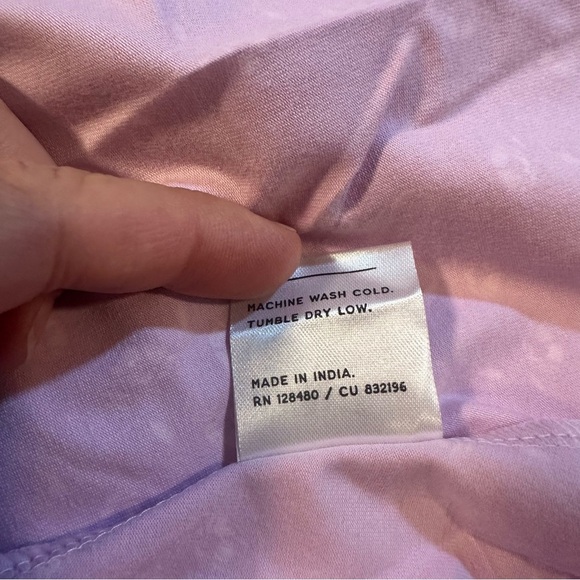 MACHINE WASH COLD.
TUMBLE DRY LOW.
MADE IN INDIA.
RN 128480 / CU 832196